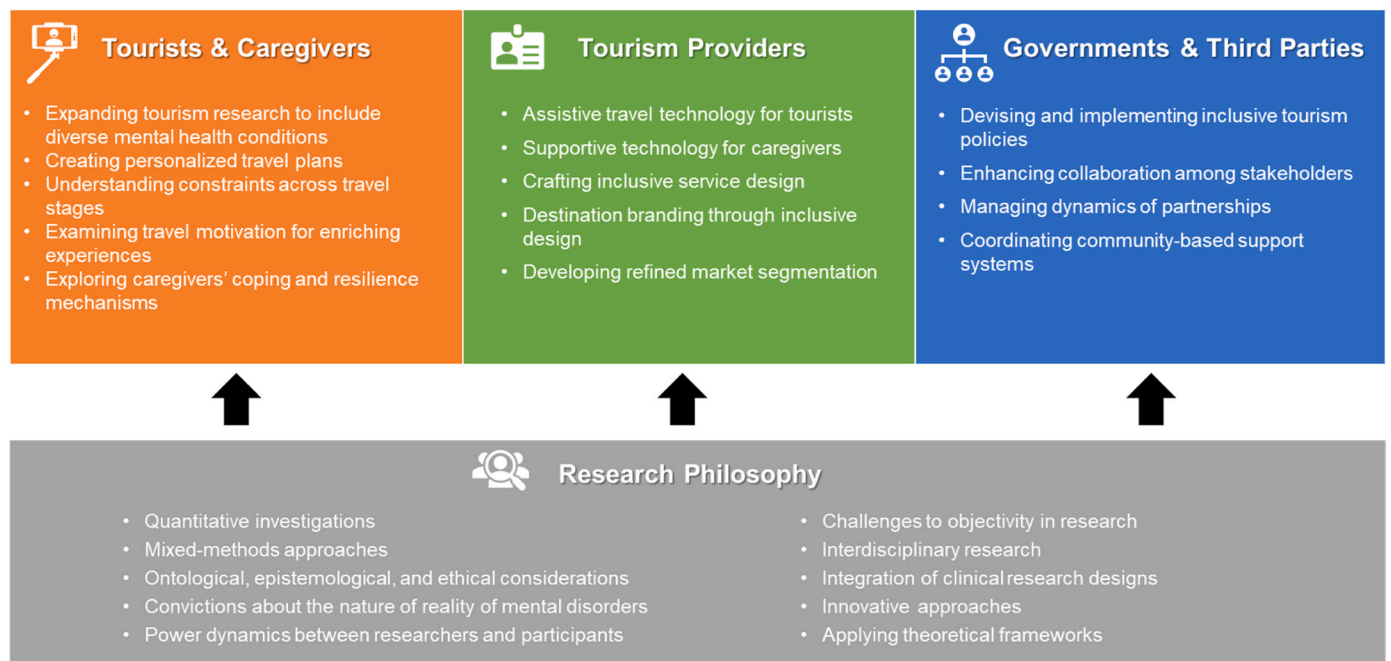 Tourists & Caregivers
• Expanding tourism research to include
diverse mental health conditions
• Creating personalized travel plans
• Understanding constraints across travel
stages
• Examining travel motivation for enriching
experiences
• Exploring caregivers’ coping and resilience
mechanisms
Tourism Providers
• Assistive travel technology for tourists
• Supportive technology for caregivers
• Crafting inclusive service design
• Destination branding through inclusive
design
• Developing refined market segmentation
Governments & Third Parties
• Devising and implementing inclusive tourism
policies
• Enhancing collaboration among stakeholders
• Managing dynamics of partnerships
• Coordinating community-based support
systems
Research Philosophy
• Quantitative investigations
• Mixed-methods approaches
• Ontological, epistemological, and ethical considerations
• Convictions about the nature of reality of mental disorders
• Power dynamics between researchers and participants
• Challenges to objectivity in research
• Interdisciplinary research
• Integration of clinical research designs
• Innovative approaches
• Applying theoretical frameworks